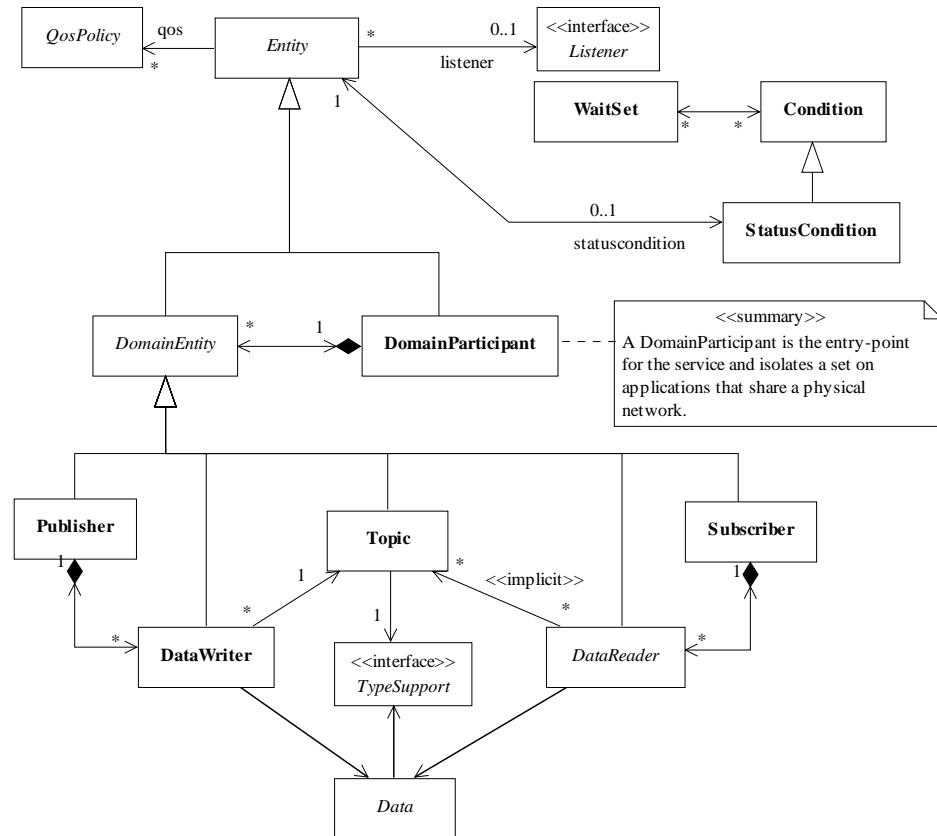 QosPolicy
qos
*
Entity
*
0..1
listener
<<interface>>
Listener
1
WaitSet
*
*
Condition
0..1
statuscondition
StatusCondition
DomainEntity
*
1
DomainParticipant
<<summary>>
A DomainParticipant is the entry-point
for the service and isolates a set on
applications that share a physical
network.
Publisher
1
Topic
Subscriber
1
1
*
<<implicit>>
*
*
*
DataWriter
1
*
DataReader
<<interface>>
TypeSupport
Data